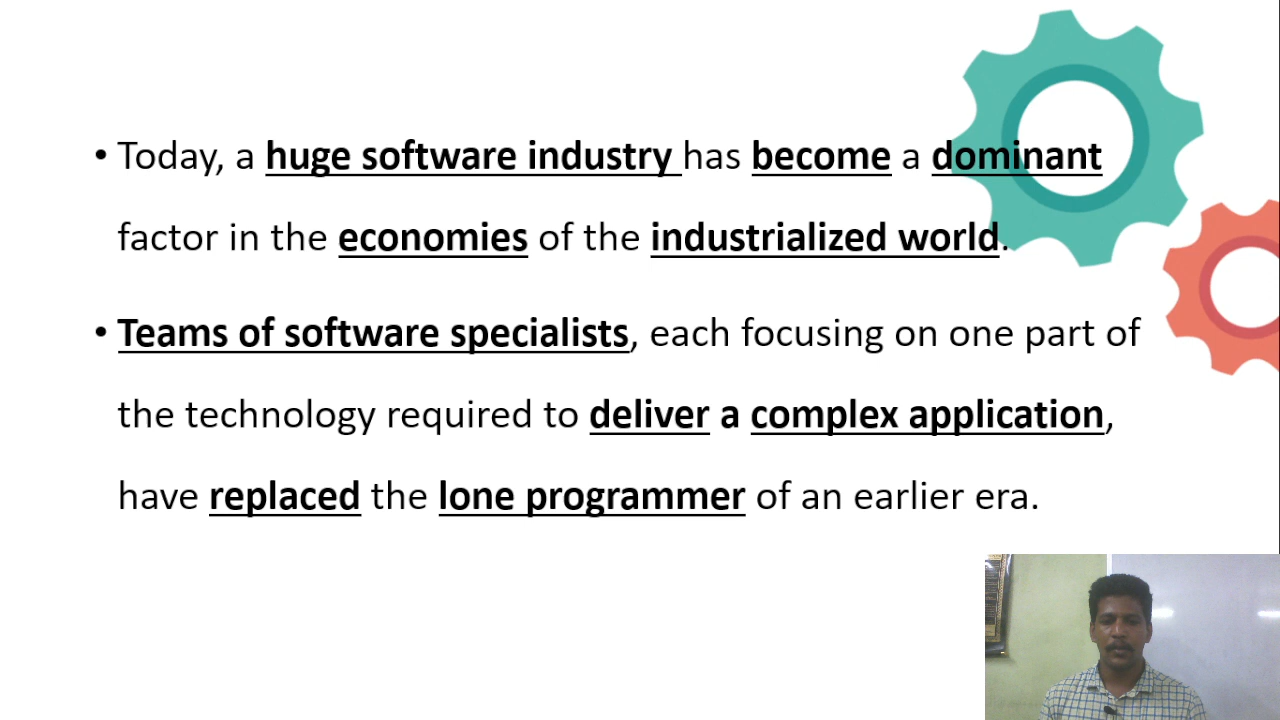 • Today, a huge software industry has become a dominant
factor in the economies of the industrialized world.
• Teams of software specialists, each focusing on one part of
the technology required to deliver a complex application,
have replaced the lone programmer of an earlier era.